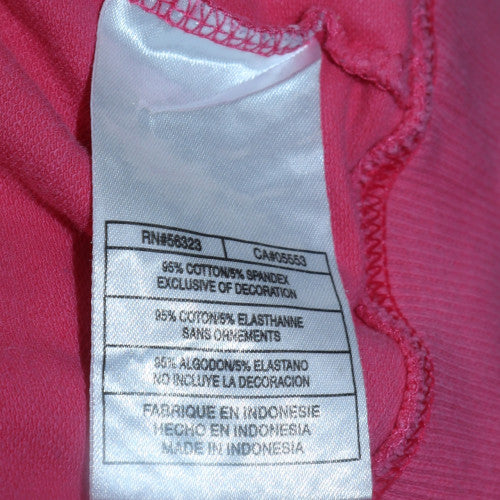 RN#56323 CA#05553
95% COTTON/5% SPANDEX
EXCLUSIVE OF DECORATION
95% COTON/5% ELASTHANNE
SANS ORNEMENTS
95% ALGODON/5% ELASTANO
NO INCLUYE LA DECORACION
FABRIQUE EN INDONESIE
HECHO EN INDONESIA
MADE IN INDONESIA